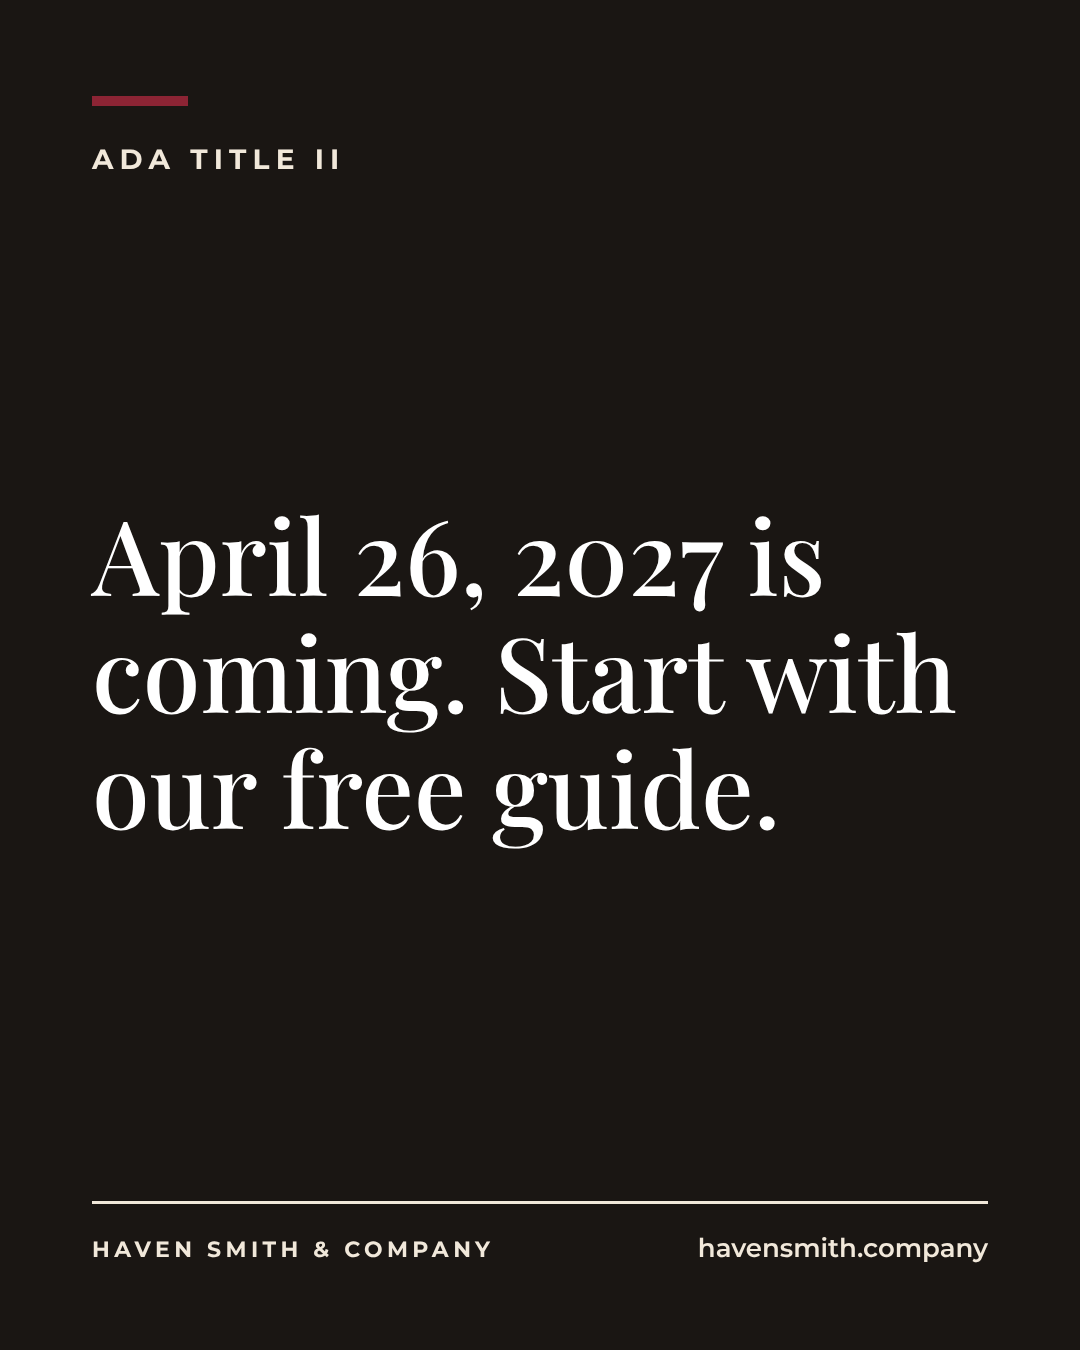 ADA TITLE II
April 26, 2027 is
coming. Start with
our free guide.
HAVEN SMITH & COMPANY
havensmith.company